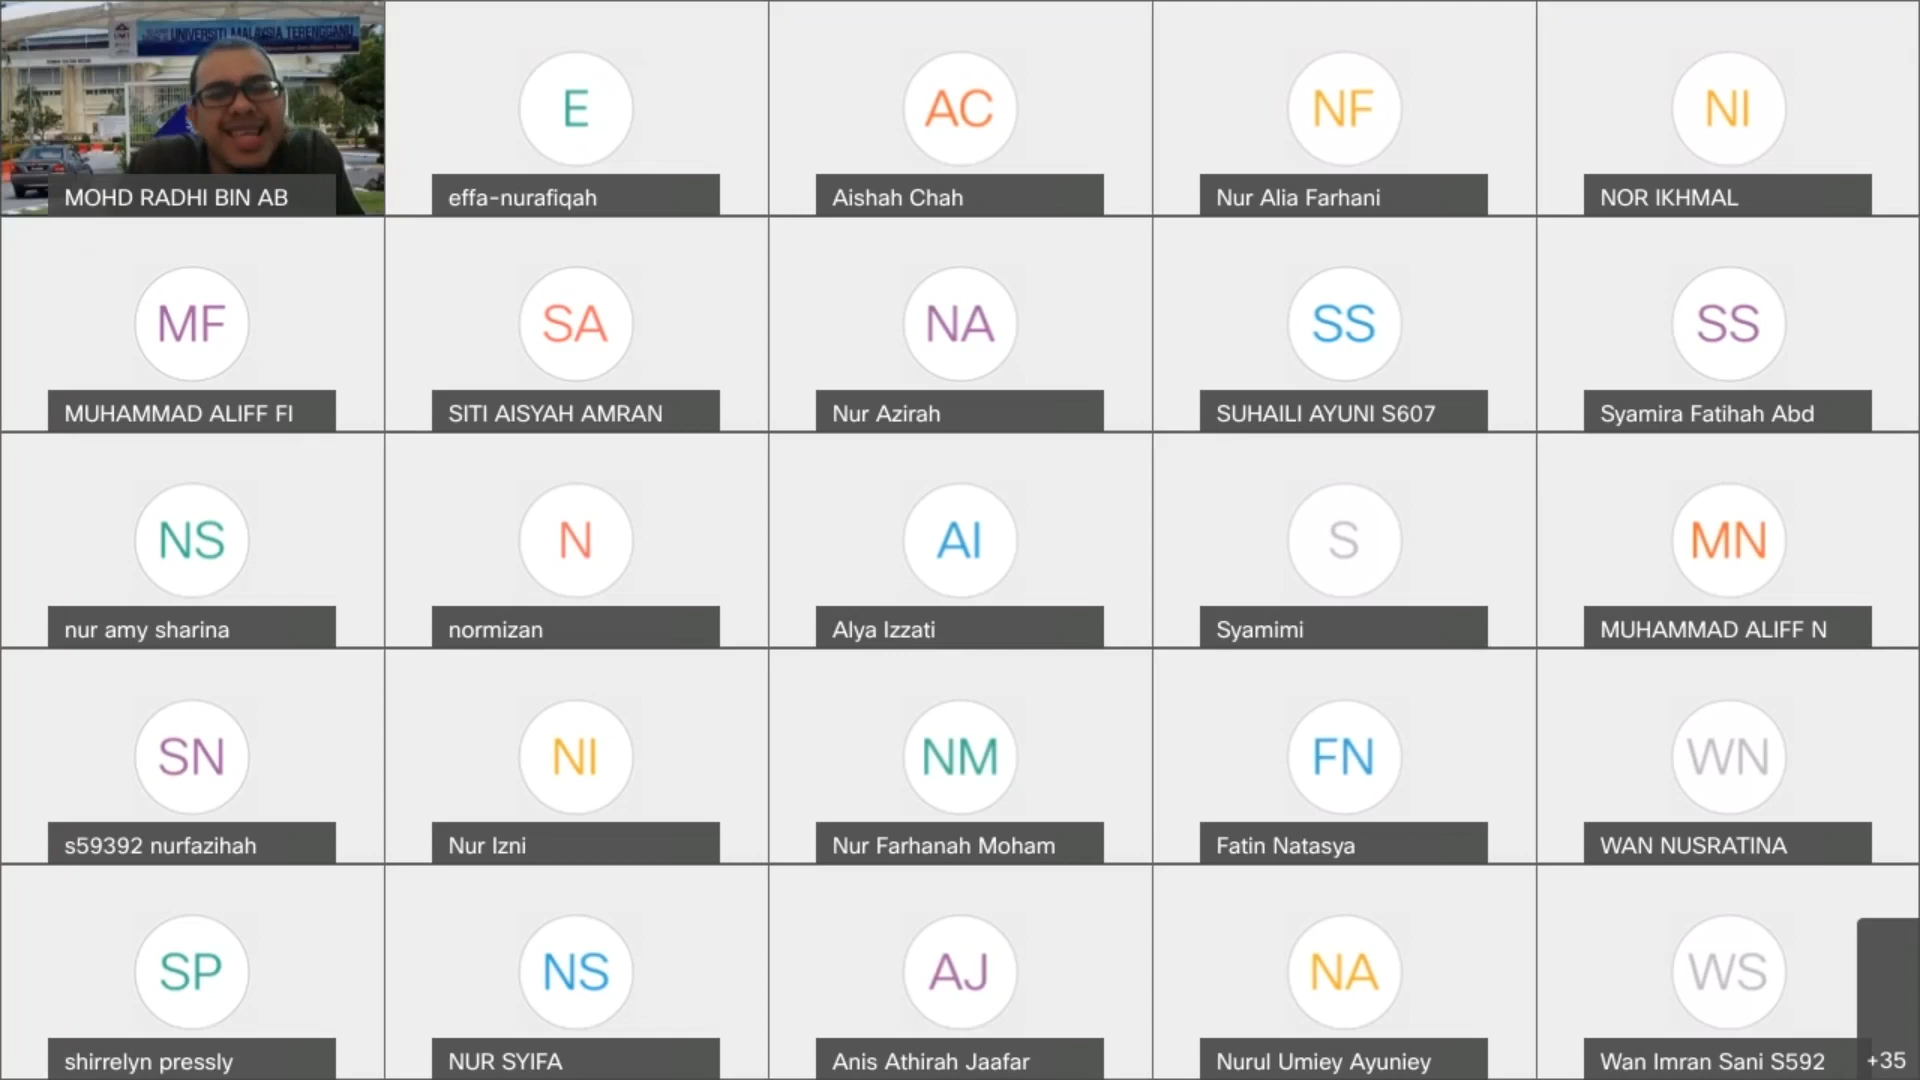 UNIVERSITI MALAYSIA TERENGGANU
MOHD RADHI BIN AB
E
effa-nurafiqah
AC
Aishah Chah
NF
Nur Alia Farhani
NI
NOR IKHMAL
MF
MUHAMMAD ALIFF FI
SA
SITI AISYAH AMRAN
NA
Nur Azirah
SS
SUHAILI AYUNI S607
SS
Syamira Fatihah Abd
NS
nur amy sharina
N
normizan
AI
Alya Izzati
S
Syamimi
MN
MUHAMMAD ALIFF N
SN
s59392 nurfazihah
NI
Nur Izni
NM
Nur Farhanah Moham
FN
Fatin Natasya
WN
WAN NUSRATINA
SP
shirrelyn pressly
NS
NUR SYIFA
AJ
Anis Athirah Jaafar
NA
Nurul Umiey Ayuniey
WS
Wan Imran Sani S592
+35